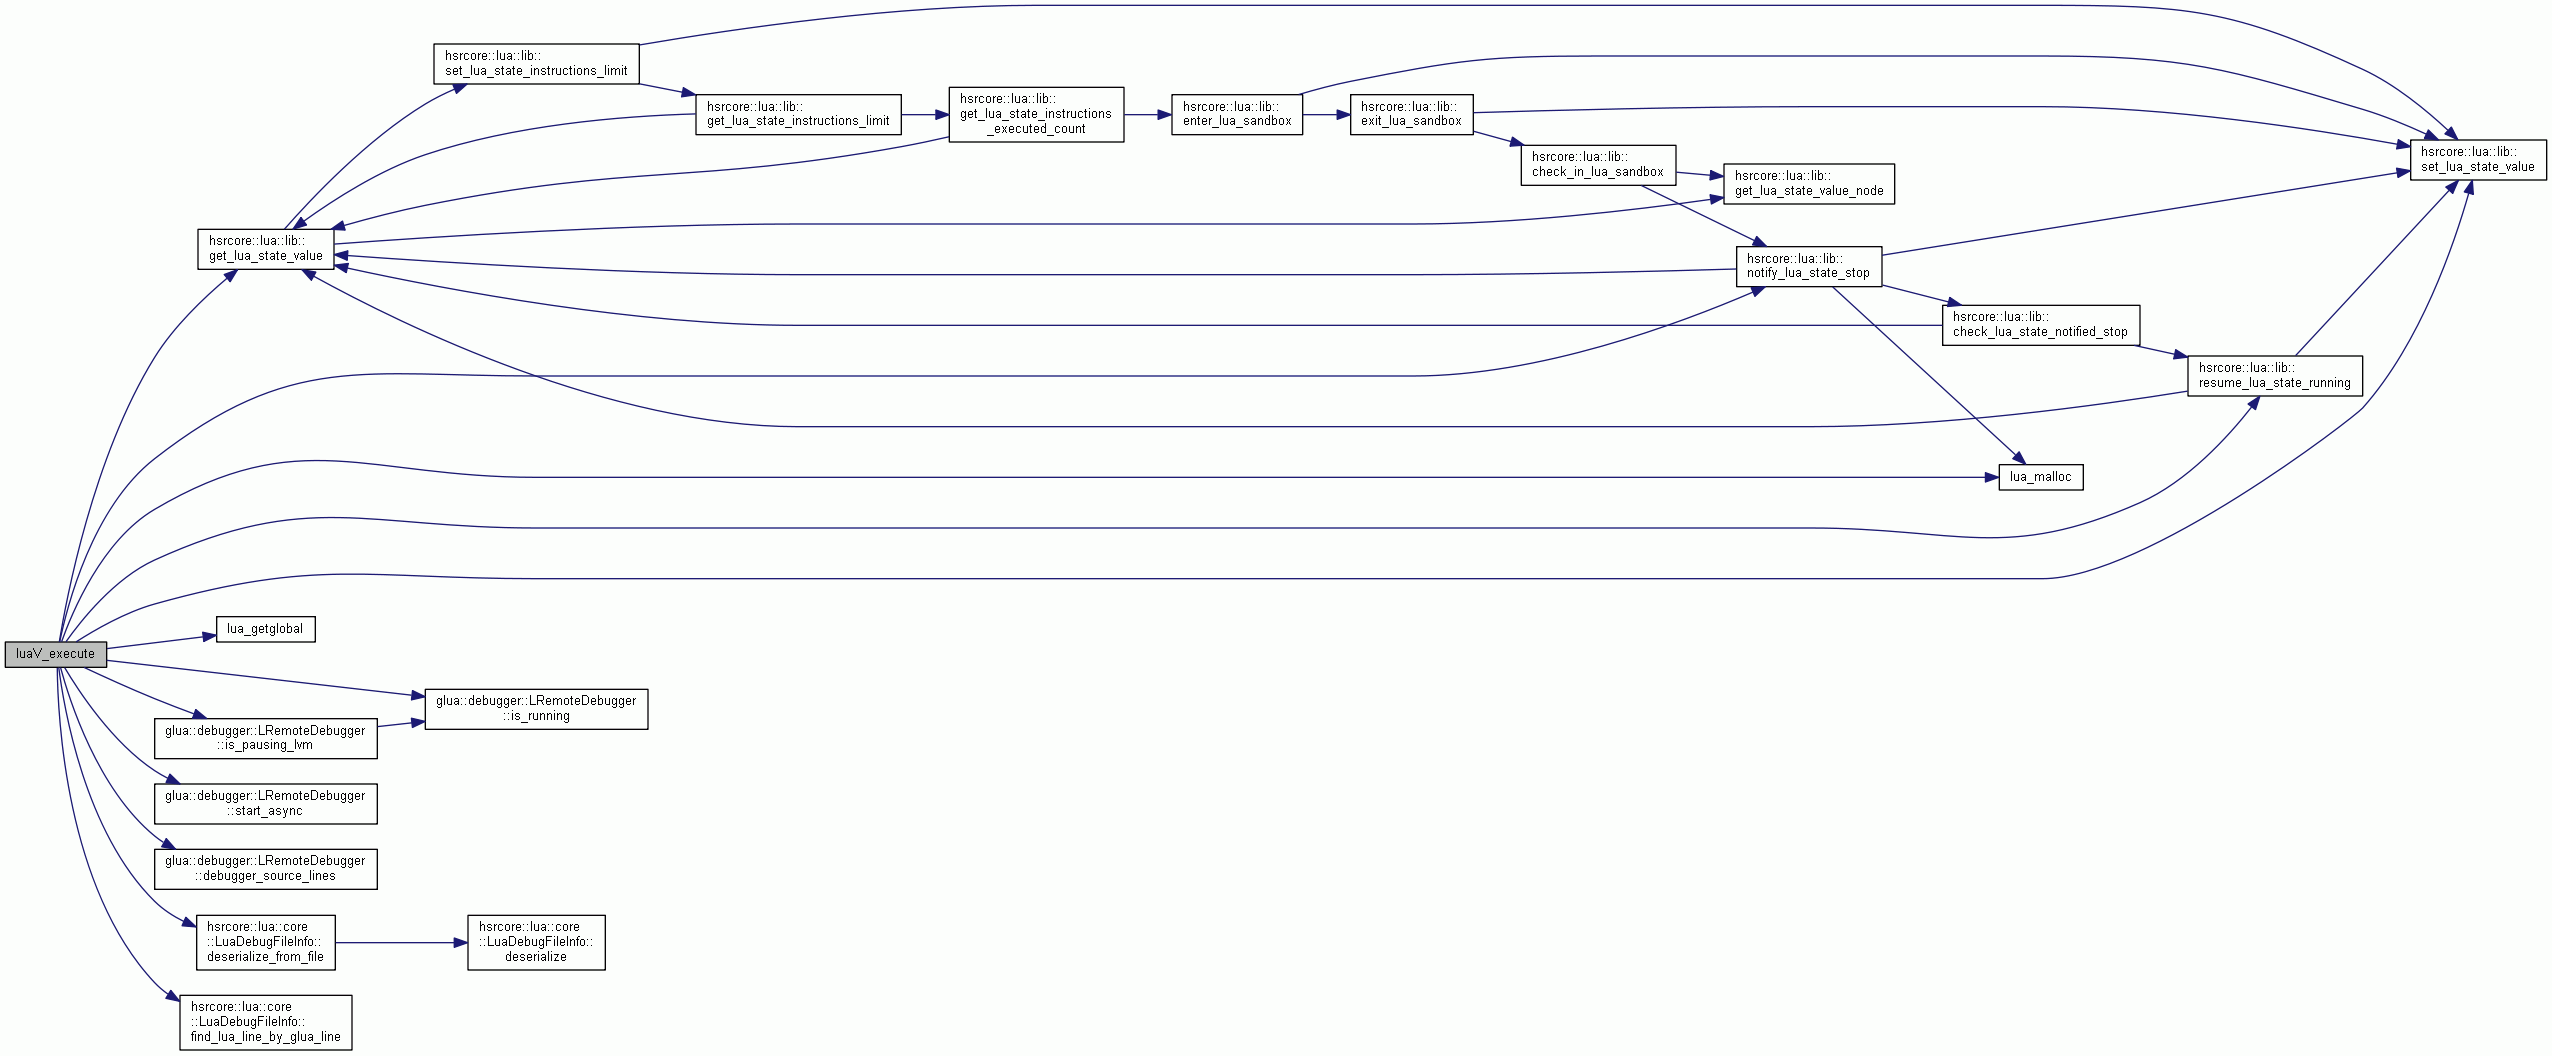 hsrcore::lua::lib::
set_lua_state_instructions_limit
hsrcore::lua::lib::
get_lua_state_instructions_limit
hsrcore::lua::lib::
get_lua_state_instructions
_executed_count
hsrcore::lua::lib::
enter_lua_sandbox
hsrcore::lua::lib::
exit_lua_sandbox
hsrcore::lua::lib::
check_in_lua_sandbox
hsrcore::lua::lib::
get_lua_state_value_node
hsrcore::lua::lib::
set_lua_state_value
hsrcore::lua::lib::
get_lua_state_value
hsrcore::lua::lib::
notify_lua_state_stop
hsrcore::lua::lib::
check_lua_state_notified_stop
hsrcore::lua::lib::
resume_lua_state_running
lua_malloc
lua_getglobal
luaV_execute
glua::debugger::LRemoteDebugger
::is_running
glua::debugger::LRemoteDebugger
::is_pausing_lvm
glua::debugger::LRemoteDebugger
::start_async
glua::debugger::LRemoteDebugger
::debugger_source_lines
hsrcore::lua::core
::LuaDebugFileInfo::
deserialize_from_file
hsrcore::lua::core
::LuaDebugFileInfo::
deserialize
hsrcore::lua::core
::LuaDebugFileInfo::
find_lua_line_by_glua_line